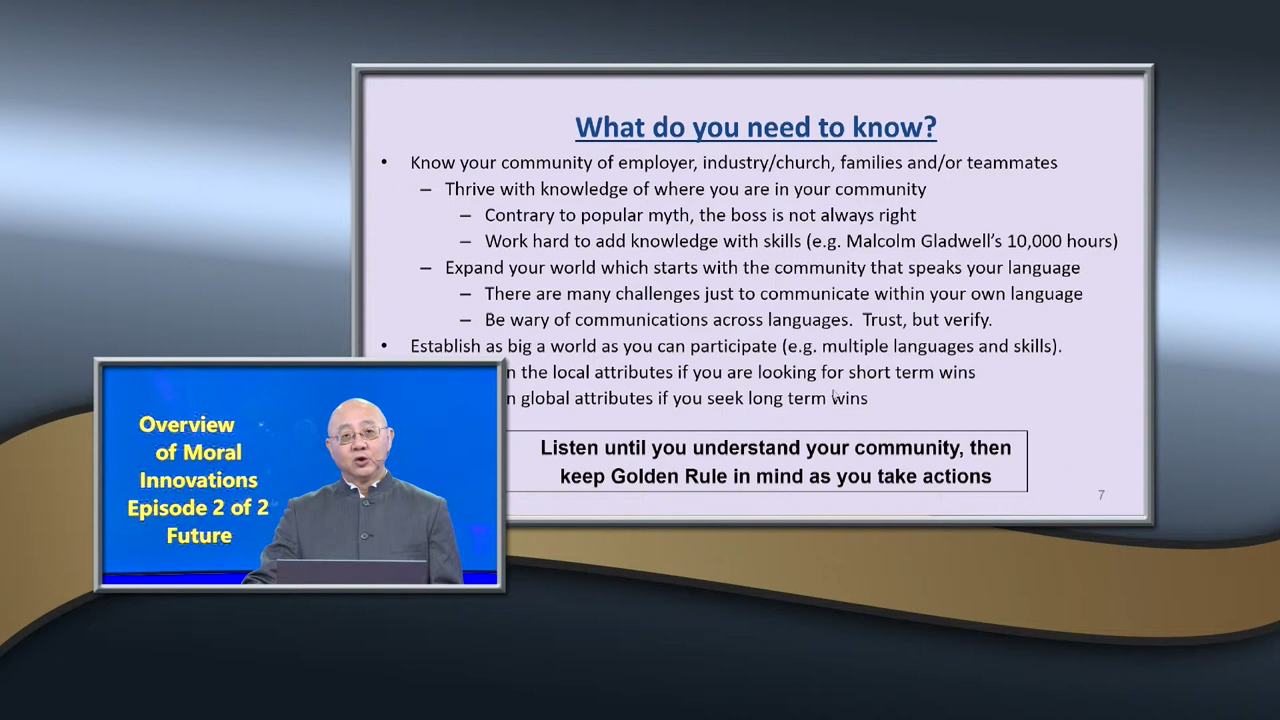 What do you need to know?
• Know your community of employer, industry/church, families and/or teammates
– Thrive with knowledge of where you are in your community
– Contrary to popular myth, the boss is not always right
– Work hard to add knowledge with skills (e.g. Malcolm Gladwell's 10,000 hours)
– Expand your world which starts with the community that speaks your language
– There are many challenges just to communicate within your own language
– Be wary of communications across languages. Trust, but verify.
• Establish as big a world as you can participate (e.g. multiple languages and skills).
the local attributes if you are looking for short term wins
global attributes if you seek long term wins
Listen until you understand your community, then
keep Golden Rule in mind as you take actions
7
Overview
of Moral
Innovations
Episode 2 of 2
Future